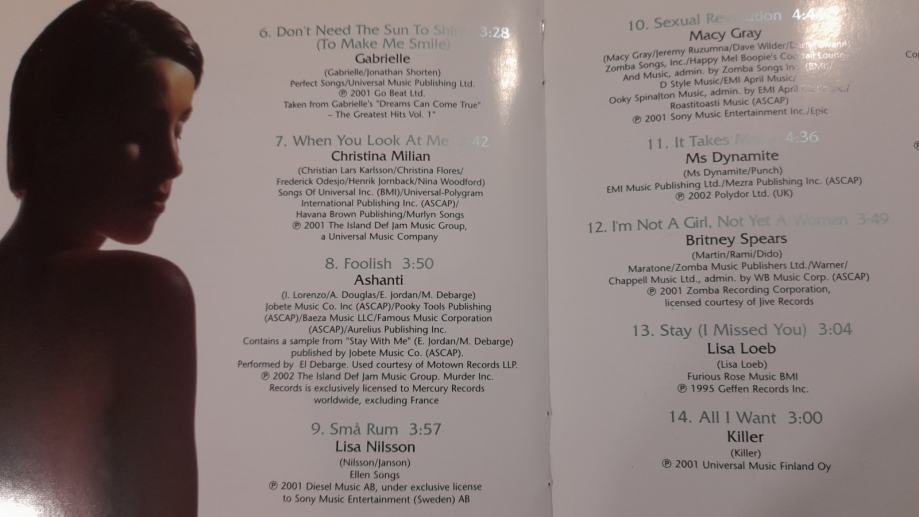 6. Don't Need The Sun To 3:28
(To Make Me Smile)
Gabrielle
(Gabrielle/Jonathan Shorten)
Perfect Songs/Universal Music Publishing Ltd.
℗ 2001 Go Beat Ltd.
Taken from Gabrielle's "Dreams Can Come True"
– The Greatest Hits Vol. 1"
7. When You Look At Me :42
Christina Milian
(Christian Lars Karlsson/Christina Flores/
Frederick Odesjo/Henrik Jornback/Nina Woodford)
Songs Of Universal Inc. (BMI)/Universal-Polygram
International Publishing Inc. (ASCAP)/
Havana Brown Publishing/Murlyn Songs
℗ 2001 The Island Def Jam Music Group,
a Universal Music Company
8. Foolish 3:50
Ashanti
(I. Lorenzo/A. Douglas/E. Jordan/M. Debarge)
Jobete Music Co. Inc (ASCAP)/Pooky Tools Publishing
(ASCAP)/Baeza Music LLC/Famous Music Corporation
(ASCAP)/Aurelius Publishing Inc.
Contains a sample from "Stay With Me" (E. Jordan/M. Debarge)
published by Jobete Music Co. (ASCAP).
Performed by El Debarge. Used courtesy of Motown Records LLP.
℗ 2002 The Island Def Jam Music Group. Murder Inc.
Records is exclusively licensed to Mercury Records
worldwide, excluding France
9. Små Rum 3:57
Lisa Nilsson
(Nilsson/Janson)
Ellen Songs
℗ 2001 Diesel Music AB, under exclusive license
to Sony Music Entertainment (Sweden) AB
10. Sexual Revolution
Macy Gray
(Macy Gray/Jeremy Ruzumna/Dave Wilder/
Zomba Songs, Inc./Happy Mel Boopie's Cocktail Lounge
And Music, admin. by Zomba Songs Inc. (BMI)/
D Style Music/EMI April Music/
Ooky Spinalton Music, admin. by EMI April
Roastitoasti Music (ASCAP)
℗ 2001 Sony Music Entertainment Inc./Epic
11. It Takes 4:36
Ms Dynamite
(Ms Dynamite/Punch)
EMI Music Publishing Ltd./Mezra Publishing Inc. (ASCAP)
℗ 2002 Polydor Ltd. (UK)
12. I'm Not A Girl, Not Yet A Women 3:49
Britney Spears
(Martin/Rami/Dido)
Maratone/Zomba Music Publishers Ltd./Warner/
Chappell Music Ltd., admin. by WB Music Corp. (ASCAP)
℗ 2001 Zomba Recording Corporation,
licensed courtesy of Jive Records
13. Stay (I Missed You) 3:04
Lisa Loeb
(Lisa Loeb)
Furious Rose Music BMI
℗ 1995 Geffen Records Inc.
14. All I Want 3:00
Killer
(Killer)
℗ 2001 Universal Music Finland Oy